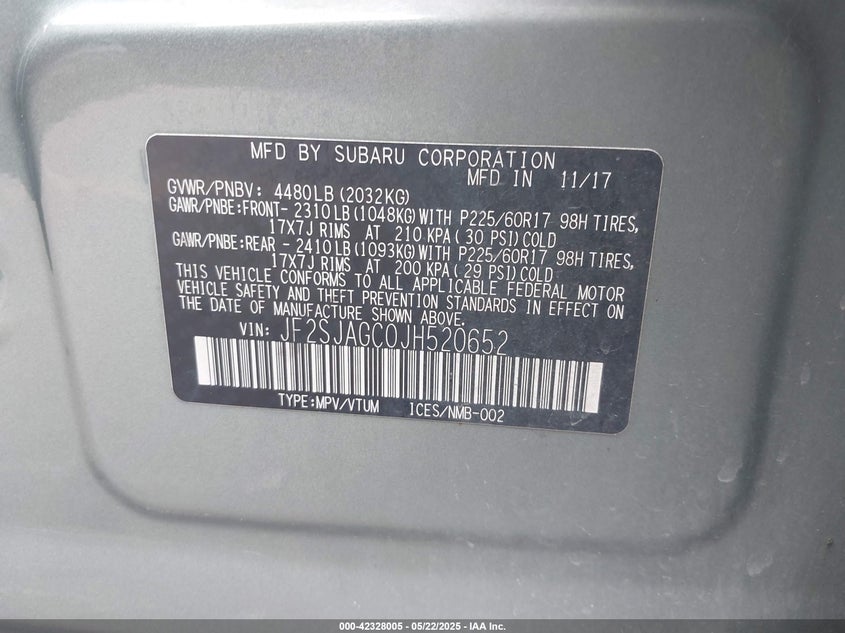 MFD BY SUBARU CORPORATION
MFD IN 11/17
GVWR/PNBV: 4480LB(2032KG)
GAWR/PNBE:FRONT- 2310LB(1048KG)WITH P225/60R17 98H TIRES,
17X7J RIMS AT 210 KPA( 30 PSI)COLD
GAWR/PNBE:REAR - 2410LB(1093KG)WITH P225/60R17 98H TIRES,
17X7J RIMS AT 200 KPA( 29 PSI)COLD
THIS VEHICLE CONFORMS TO ALL APPLICABLE FEDERAL MOTOR
VEHICLE SAFETY AND THEFT PREVENTION STANDARDS IN EFFECT ON
THE DATE OF MANUFACTURE SHOWN ABOVE.
VIN: JF2SJAGC0JH520652
TYPE:MPV/VTUM ICES/NMB-002
000-42328005 - 05/22/2025 - IAA Inc.